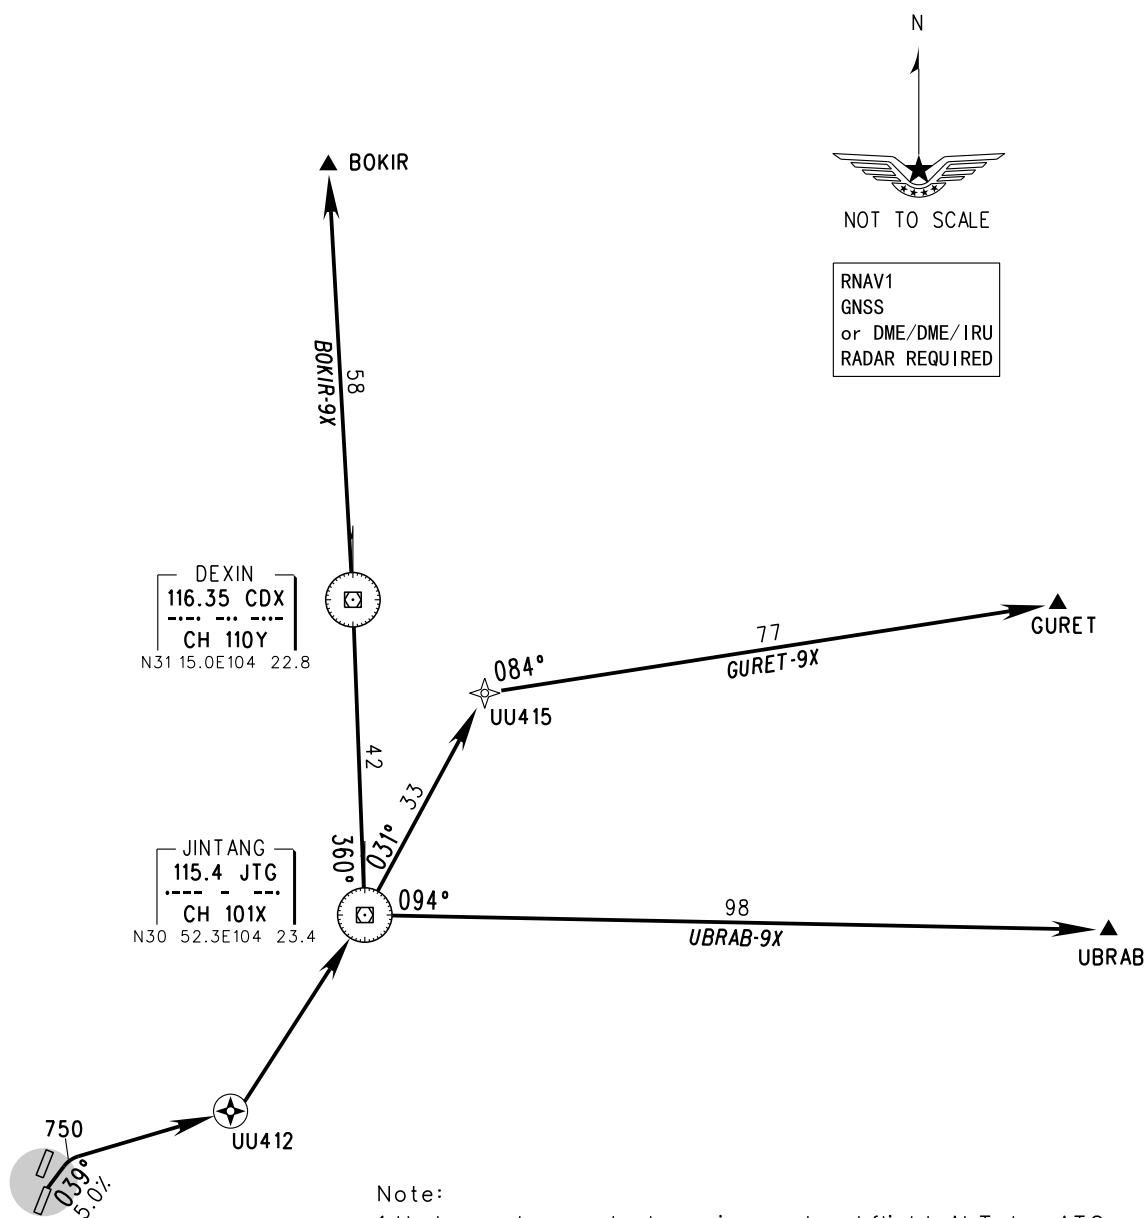 N
NOT TO SCALE
RNAV1
GNSS
or DME/DME/IRU
RADAR REQUIRED
BOKIR
58
BOKIR-9X
DEXIN
116.35 CDX
-.-. -.. -..-
CH 110Y
N31 15.0E104 22.8
GURET
77
GURET-9X
084°
UU415
42
33
360°
031°
JINTANG
115.4 JTG
.--- - --.
CH 101X
N30 52.3E104 23.4
094°
98
UBRAB-9X
UBRAB
UU412
750
039°
5.0%
Note: